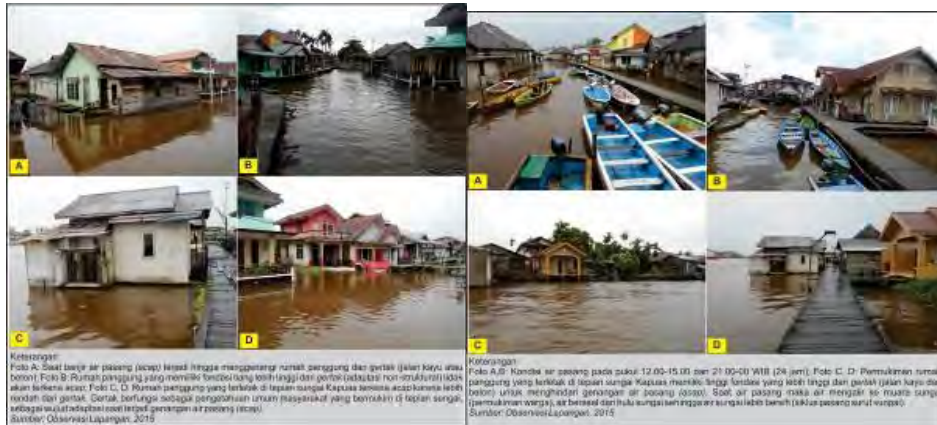 A
B
C
D
Keterangan:
Foto A: Saat banjir air pasang (acap) terjadi hingga menggenangi rumah panggung dan gertak (jalan kayu atau
beton); Foto B: Rumah panggung yang memiliki fondasi tiang lebih tinggi dan gertak (adaptasi non-struktural) tidak
akan terkena acap; Foto C, D: Rumah panggung yang terletak di tepian sungai Kapuas terkena acap karena lebih
rendah dari gertak. Gertak, berfungsi sebagai pengetahuan umum masyarakat yang bermukim di tepian sungai,
sebagai wujud adaptasi saat terjadi genangan air pasang (acap).
Sumber: Observasi Lapangan, 2015
A
B
C
D
Keterangan:
Foto A,B: Kondisi air pasang pada pukul 12.00-15.00 dan 21.00-00 WIB (24 jam); Foto C, D: Permukiman rumah
panggung yang terletak di tepian sungai Kapuas memiliki tinggi fondasi yang lebih tinggi dari gertak (jalan kayu dan
beton) untuk menghindari genangan air pasang (acap). Saat, air pasang maka air mengalir ke muara sungai
(permukiman warga), air berasal dari hulu sungai sehingga air sungai lebih bersih (siklus pasang surut
Sumber: Observasi Lapangan, 2015